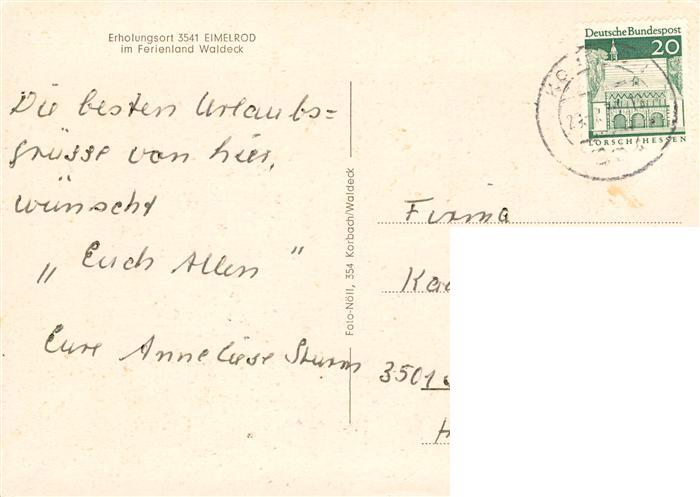 Erholungsort 3541 EIMELROD
im Ferienland Waldeck
Die besten Urlaubs=
grüsse von hier,
wünscht
„ Euch Allen "
Eure Anneliese Sturm
Foto-Nöll, 354 Korbach/Waldeck
Deutsche Bundespost
20
LORSCH/HESSEN
Firma
3501